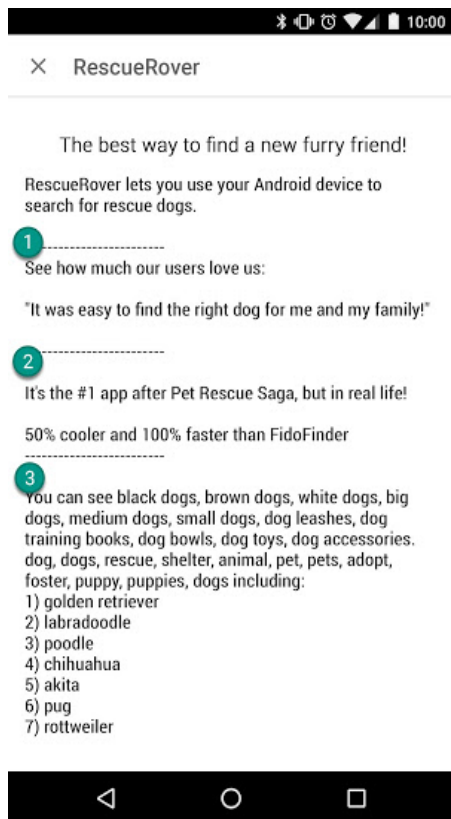 10:00
RescueRover
The best way to find a new furry friend!
RescueRover lets you use your Android device to
search for rescue dogs.
1
-----------------------
See how much our users love us:
"It was easy to find the right dog for me and my family!"
-----------------------
2
It's the #1 app after Pet Rescue Saga, but in real life!
50% cooler and 100% faster than FidoFinder
--------------------------
3
You can see black dogs, brown dogs, white dogs, big
dogs, medium dogs, small dogs, dog leashes, dog
training books, dog bowls, dog toys, dog accessories.
dog, dogs, rescue, shelter, animal, pet, pets, adopt,
foster, puppy, puppies, dogs including:
1) golden retriever
2) labradoodle
3) poodle
4) chihuahua
5) akita
6) pug
7) rottweiler